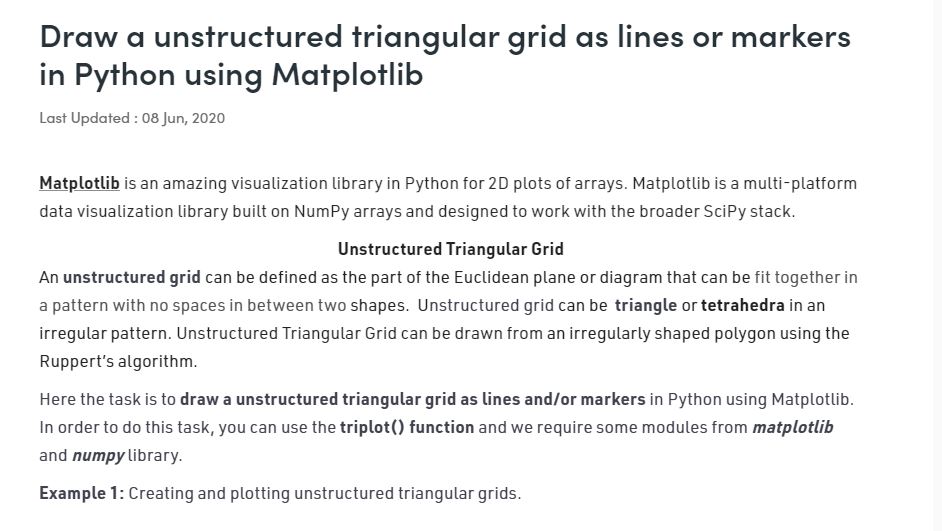 Draw a unstructured triangular grid as lines or markers
in Python using Matplotlib
Last Updated : 08 Jun, 2020
Matplotlib is an amazing visualization library in Python for 2D plots of arrays. Matplotlib is a multi-platform
data visualization library built on NumPy arrays and designed to work with the broader SciPy stack.
Unstructured Triangular Grid
An unstructured grid can be defined as the part of the Euclidean plane or diagram that can be fit together in
a pattern with no spaces in between two shapes. Unstructured grid can be triangle or tetrahedra in an
irregular pattern. Unstructured Triangular Grid can be drawn from an irregularly shaped polygon using the
Ruppert’s algorithm.
Here the task is to draw a unstructured triangular grid as lines and/or markers in Python using Matplotlib.
In order to do this task, you can use the triplot() function and we require some modules from matplotlib
and numpy library.
Example 1: Creating and plotting unstructured triangular grids.